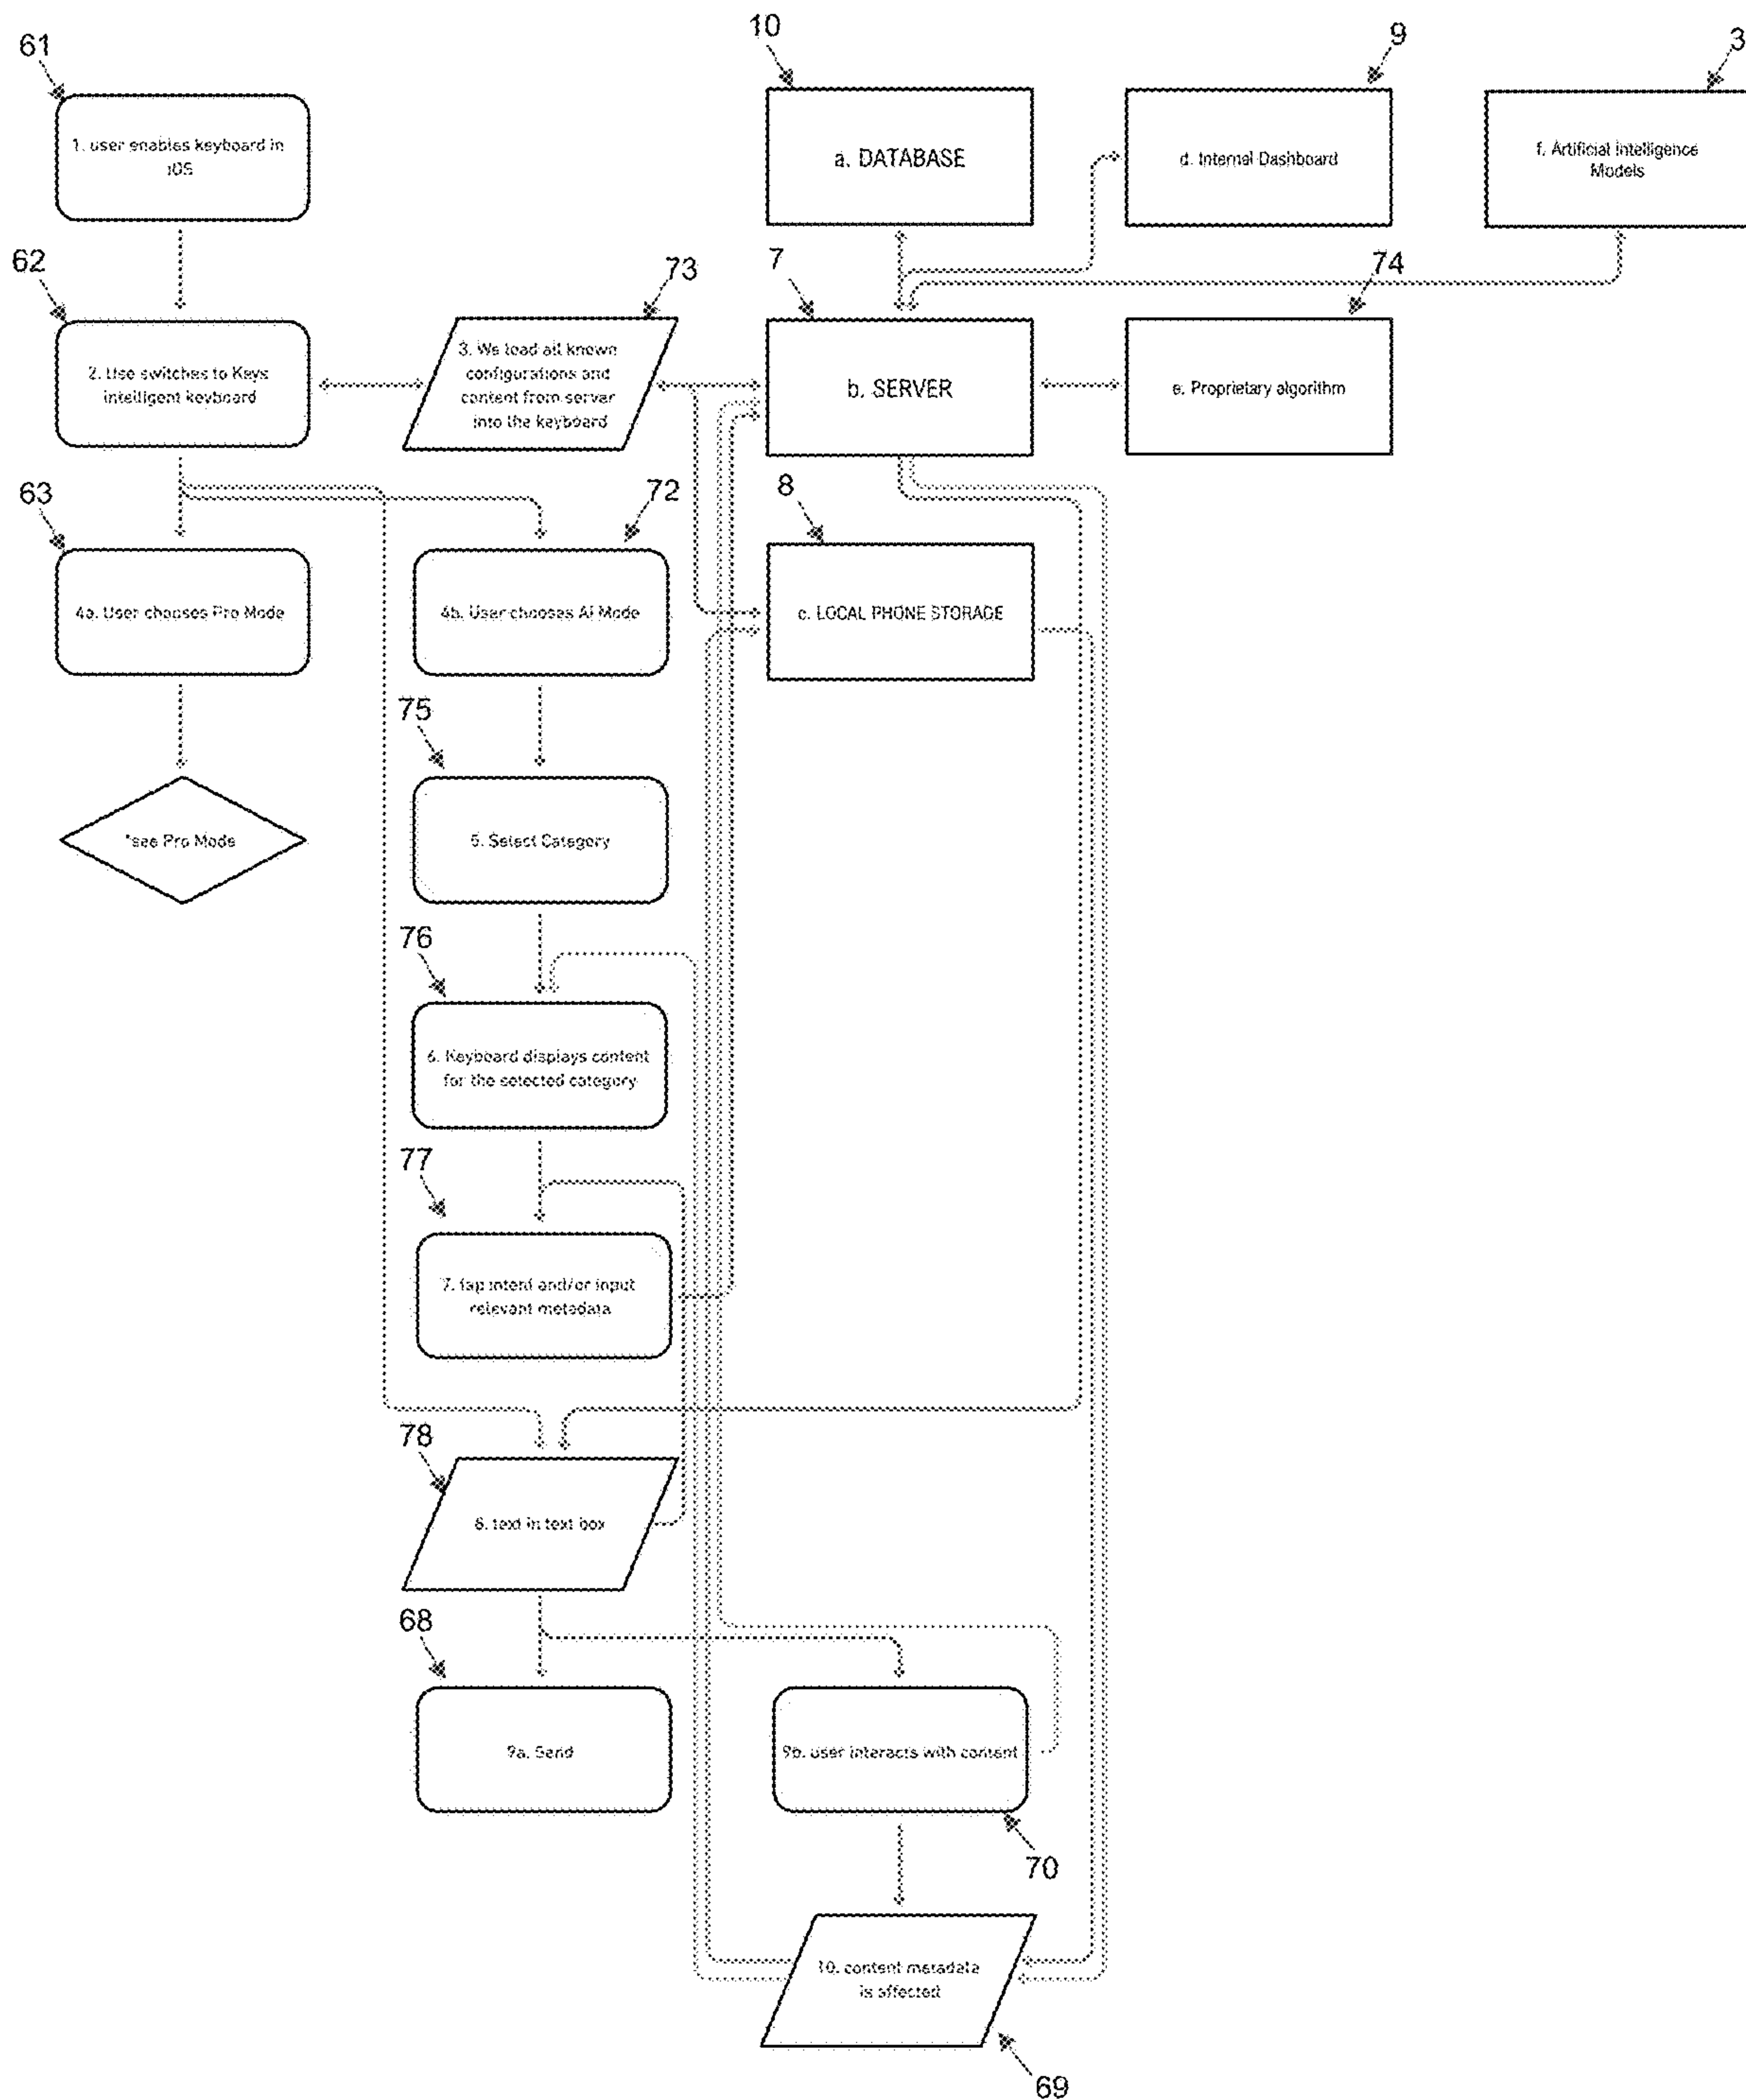 10
9
3
61
1. user enables keyboard in
iOS
a. DATABASE
d. Internal Dashboard
f. Artificial Intelligence
Models
62
73
7
74
2. Use switches to Keys
intelligent keyboard
3. We load all known
configurations and
content from server
into the keyboard
b. SERVER
e. Proprietary algorithm
63
72
8
4a. User chooses Pro Mode
4b. User chooses AI Mode
c. LOCAL PHONE STORAGE
75
*see Pro Mode
5. Select Category
76
6. Keyboard displays content
for the selected category
77
7. tap intent and/or input
relevant metadata
78
8. text in text box
68
9a. Send
9b. user interacts with content
70
10. content metadata
is affected
69